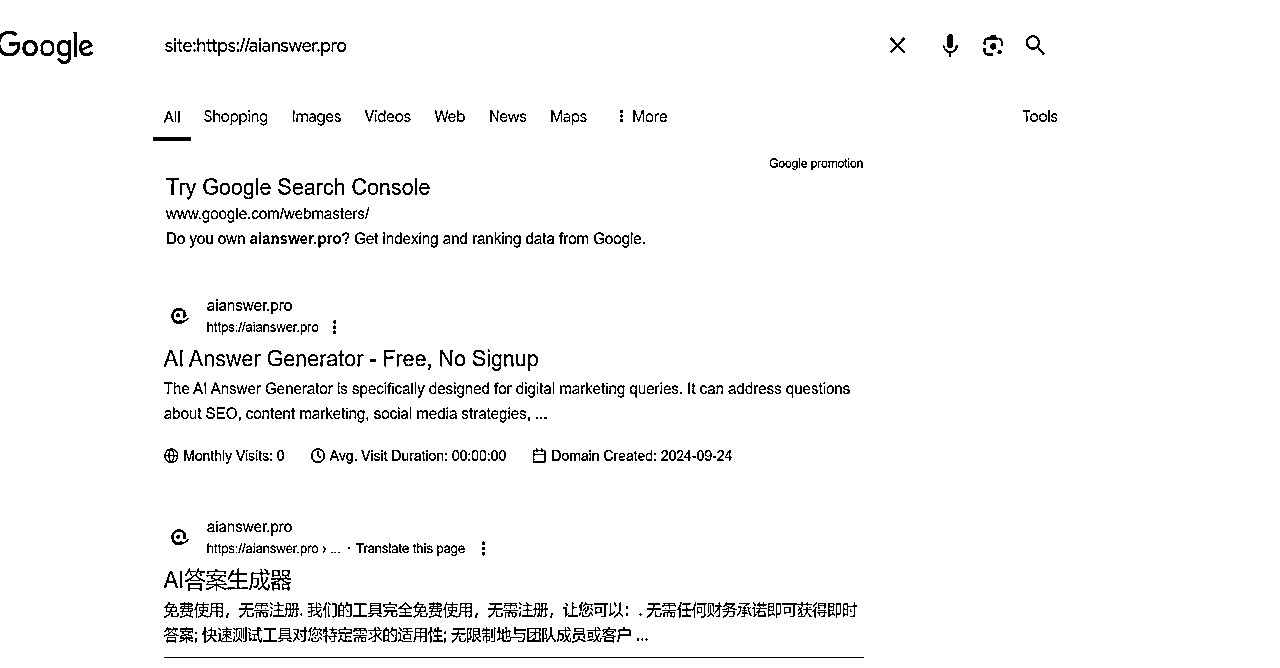 Google
site:https://aianswer.pro
All Shopping Images Videos Web News Maps More Tools
Google promotion
Try Google Search Console
www.google.com/webmasters/
Do you own aianswer.pro? Get indexing and ranking data from Google.
aianswer.pro
https://aianswer.pro
AI Answer Generator - Free, No Signup
The AI Answer Generator is specifically designed for digital marketing queries. It can address questions
about SEO, content marketing, social media strategies, ...
Monthly Visits: 0 Avg. Visit Duration: 00:00:00 Domain Created: 2024-09-24
aianswer.pro
https://aianswer.pro › ... · Translate this page
AI答案生成器
免费使用，无需注册. 我们的工具完全免费使用，无需注册，让您可以：. 无需任何财务承诺即可获得即时
答案; 快速测试工具对您特定需求的适用性; 无限制地与团队成员或客户 ...